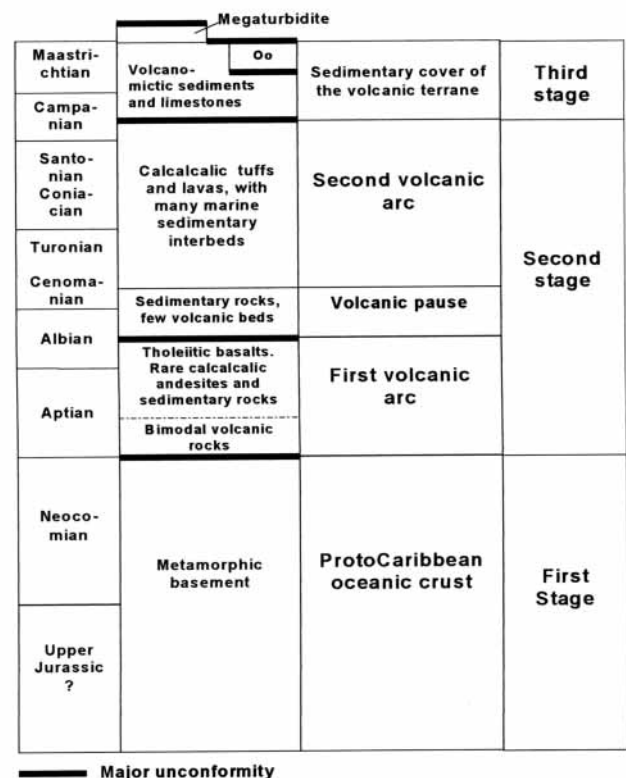 Megaturbidite
Maastri-
chtian
Oo
Volcano-
mictic sediments
and limestones
Sedimentary cover of
the volcanic terrane
Third
stage
Campa-
nian
Santo-
nian
Conia-
cian
Calcalcalic tuffs
and lavas, with
many marine
sedimentary
interbeds
Second volcanic
arc
Second
stage
Turonian
Cenoma-
nian
Sedimentary rocks,
few volcanic beds
Volcanic pause
Albian
Tholeiitic basalts.
Rare calcalcalic
andesites and
sedimentary rocks
First volcanic
arc
Aptian
Bimodal volcanic
rocks
Neoco-
mian
Metamorphic
basement
ProtoCaribbean
oceanic crust
First
Stage
Upper
Jurassic
?
Major unconformity